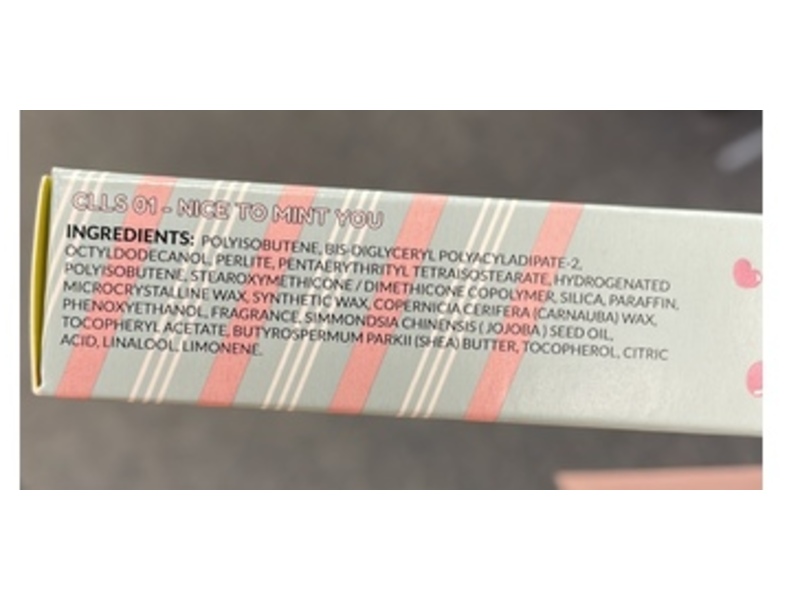 CLLS 01 - NICE TO MINT YOU
INGREDIENTS: POLYISOBUTENE, BIS-DIGLYCERYL POLYACYLADIPATE-2,
OCTYLDODECANOL, PERLITE, PENTAERYTHRITYL TETRAISOSTEARATE, HYDROGENATED
POLYISOBUTENE, STEAROXYMETHICONE / DIMETHICONE COPOLYMER, SILICA, PARAFFIN,
MICROCRYSTALLINE WAX, SYNTHETIC WAX, COPERNICIA CERIFERA (CARNAUBA) WAX,
PHENOXYETHANOL, FRAGRANCE, SIMMONDSIA CHINENSIS ( JOJOBA ) SEED OIL,
TOCOPHERYL ACETATE, BUTYROSPERMUM PARKII (SHEA) BUTTER, TOCOPHEROL, CITRIC
ACID, LINALOOL, LIMONENE.